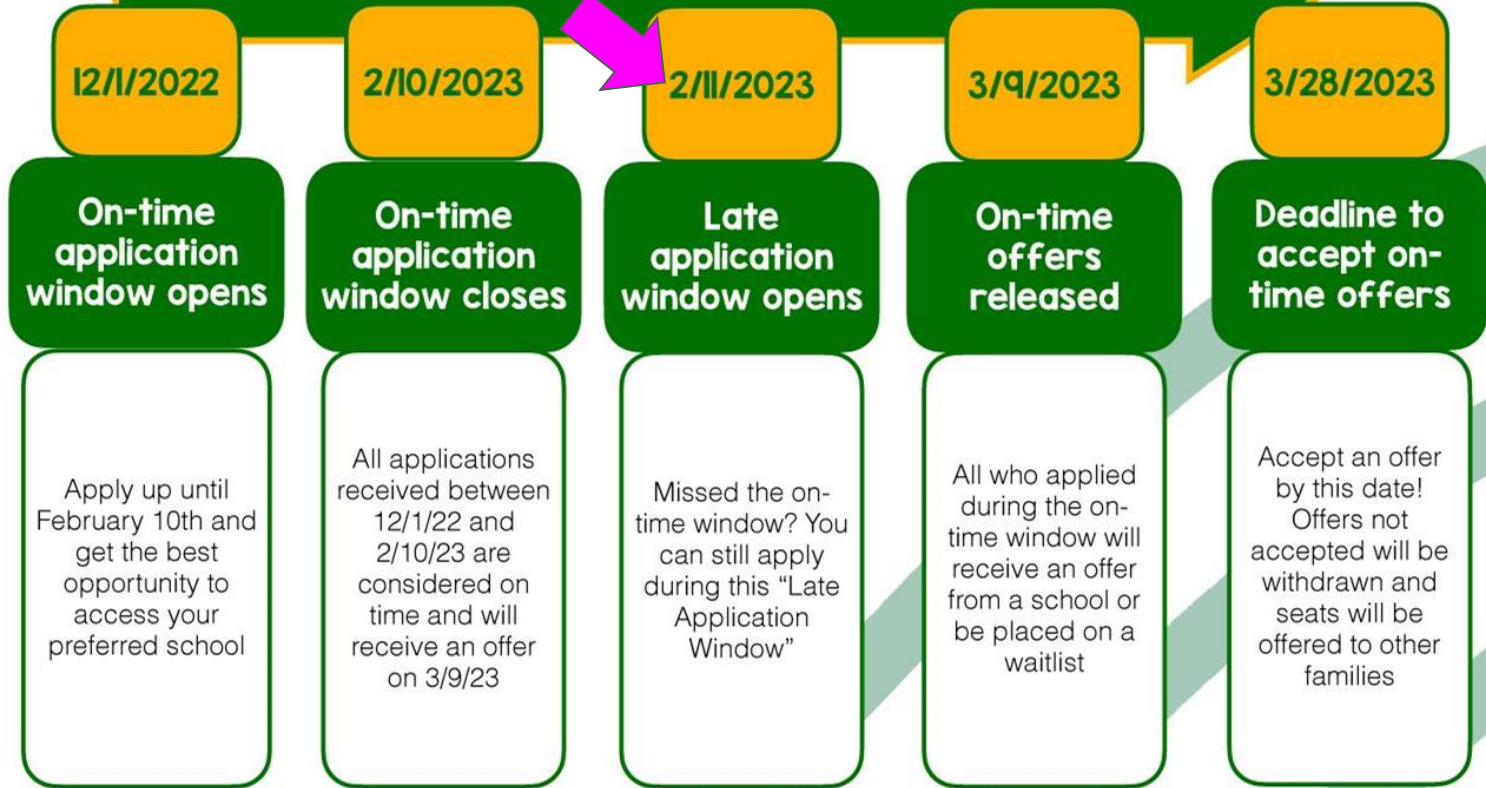 12/1/2022
On-time
application
window opens
Apply up until
February 10th and
get the best
opportunity to
access your
preferred school
2/10/2023
On-time
application
window closes
All applications
received between
12/1/22 and
2/10/23 are
considered on
time and will
receive an offer
on 3/9/23
2/11/2023
Late
application
window opens
Missed the on-
time window? You
can still apply
during this “Late
Application
Window”
3/9/2023
On-time
offers
released
All who applied
during the on-
time window will
receive an offer
from a school or
be placed on a
waitlist
3/28/2023
Deadline to
accept on-
time offers
Accept an offer
by this date!
Offers not
accepted will be
withdrawn and
seats will be
offered to other
families